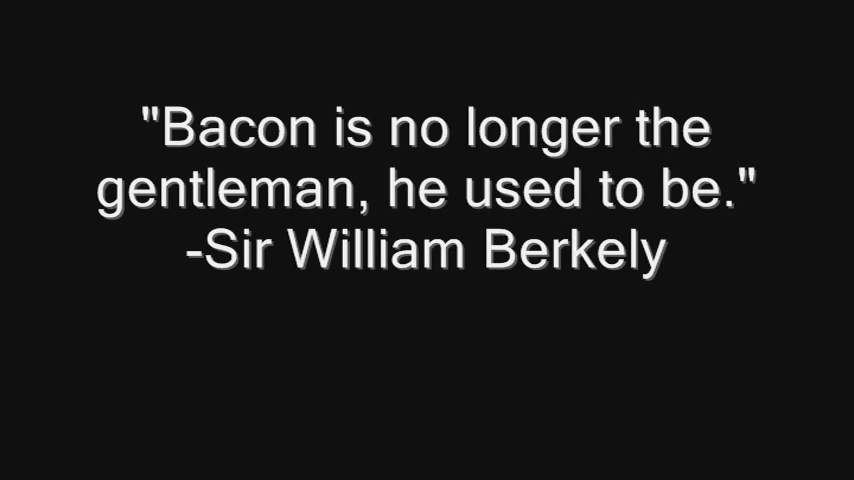 "Bacon is no longer the
gentleman, he used to be."
-Sir William Berkely